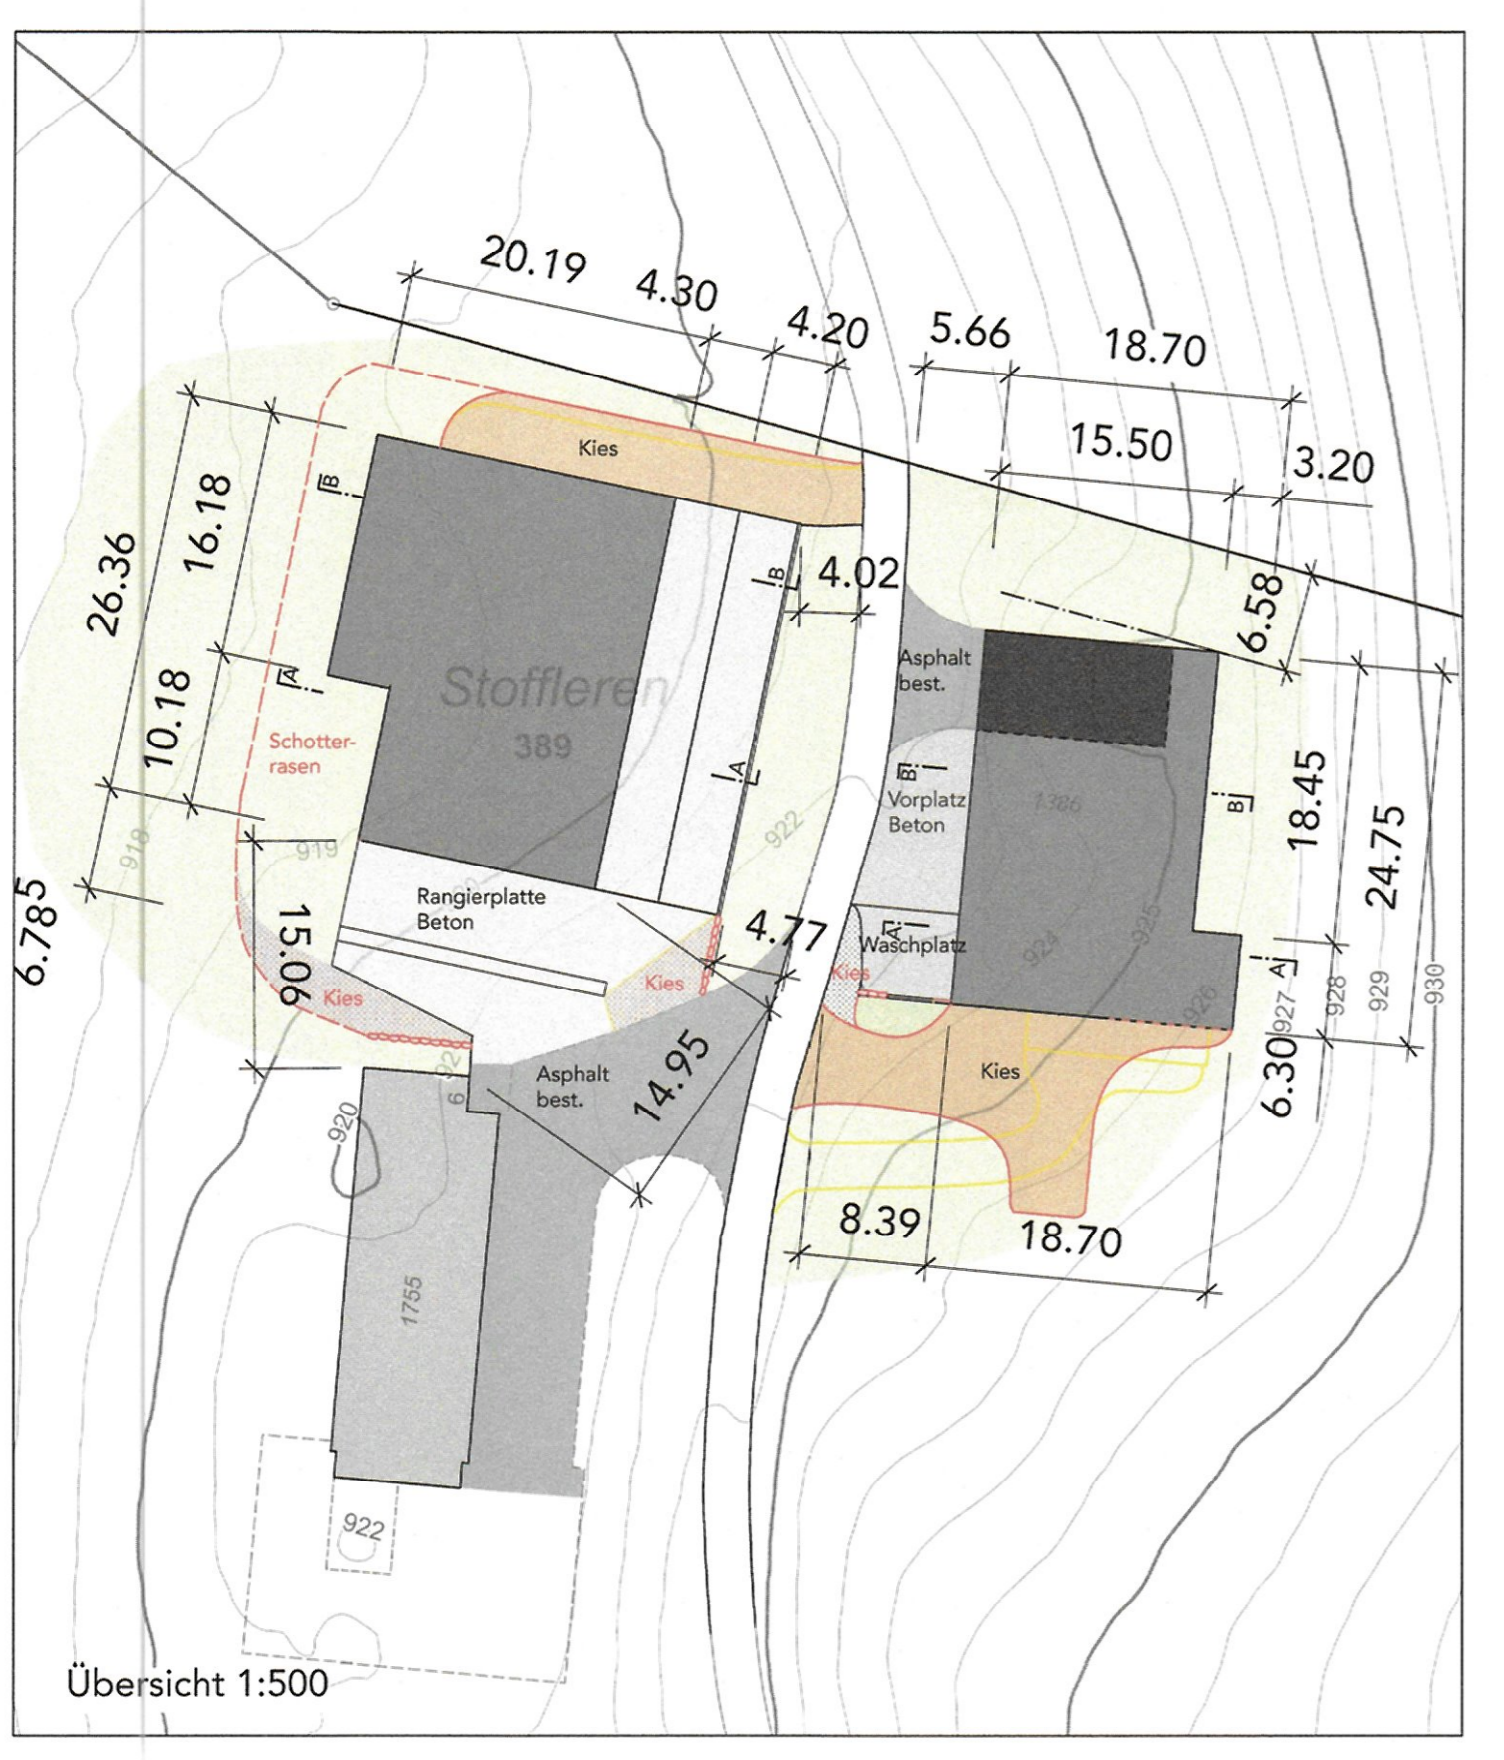 20.19
4.30
4.20
5.66
18.70
15.50
3.20
Kies
B
16.18
26.36
10.18
6.785
A
Schotter-
rasen
Stoffleren
389
B
4.02
A
6.58
Asphalt
best.
B
Vorplatz
Beton
1386
B
18.45
24.75
922
918
919
15.06
Rangierplatte
Beton
4.77
A
Waschplatz
Kies
Kies
Kies
924
925
926
A
927
928
929
930
6.30
Asphalt
best.
14.95
Kies
920
92
6
8.39
18.70
1755
922
Übersicht 1:500